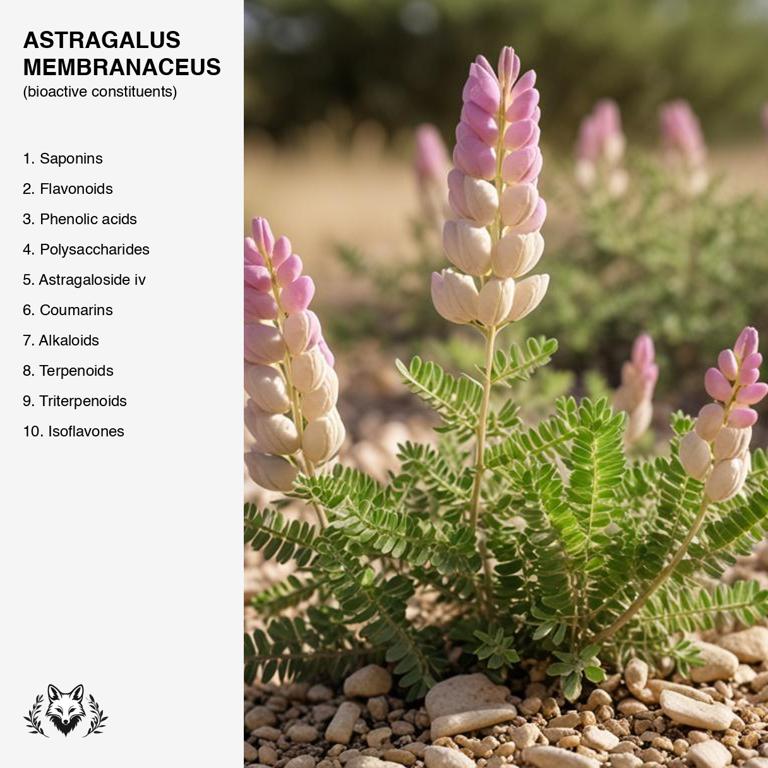 ASTRAGALUS
MEMBRANACEUS
(bioactive constituents)
1. Saponins
2. Flavonoids
3. Phenolic acids
4. Polysaccharides
5. Astragaloside iv
6. Coumarins
7. Alkaloids
8. Terpenoids
9. Triterpenoids
10. Isoflavones